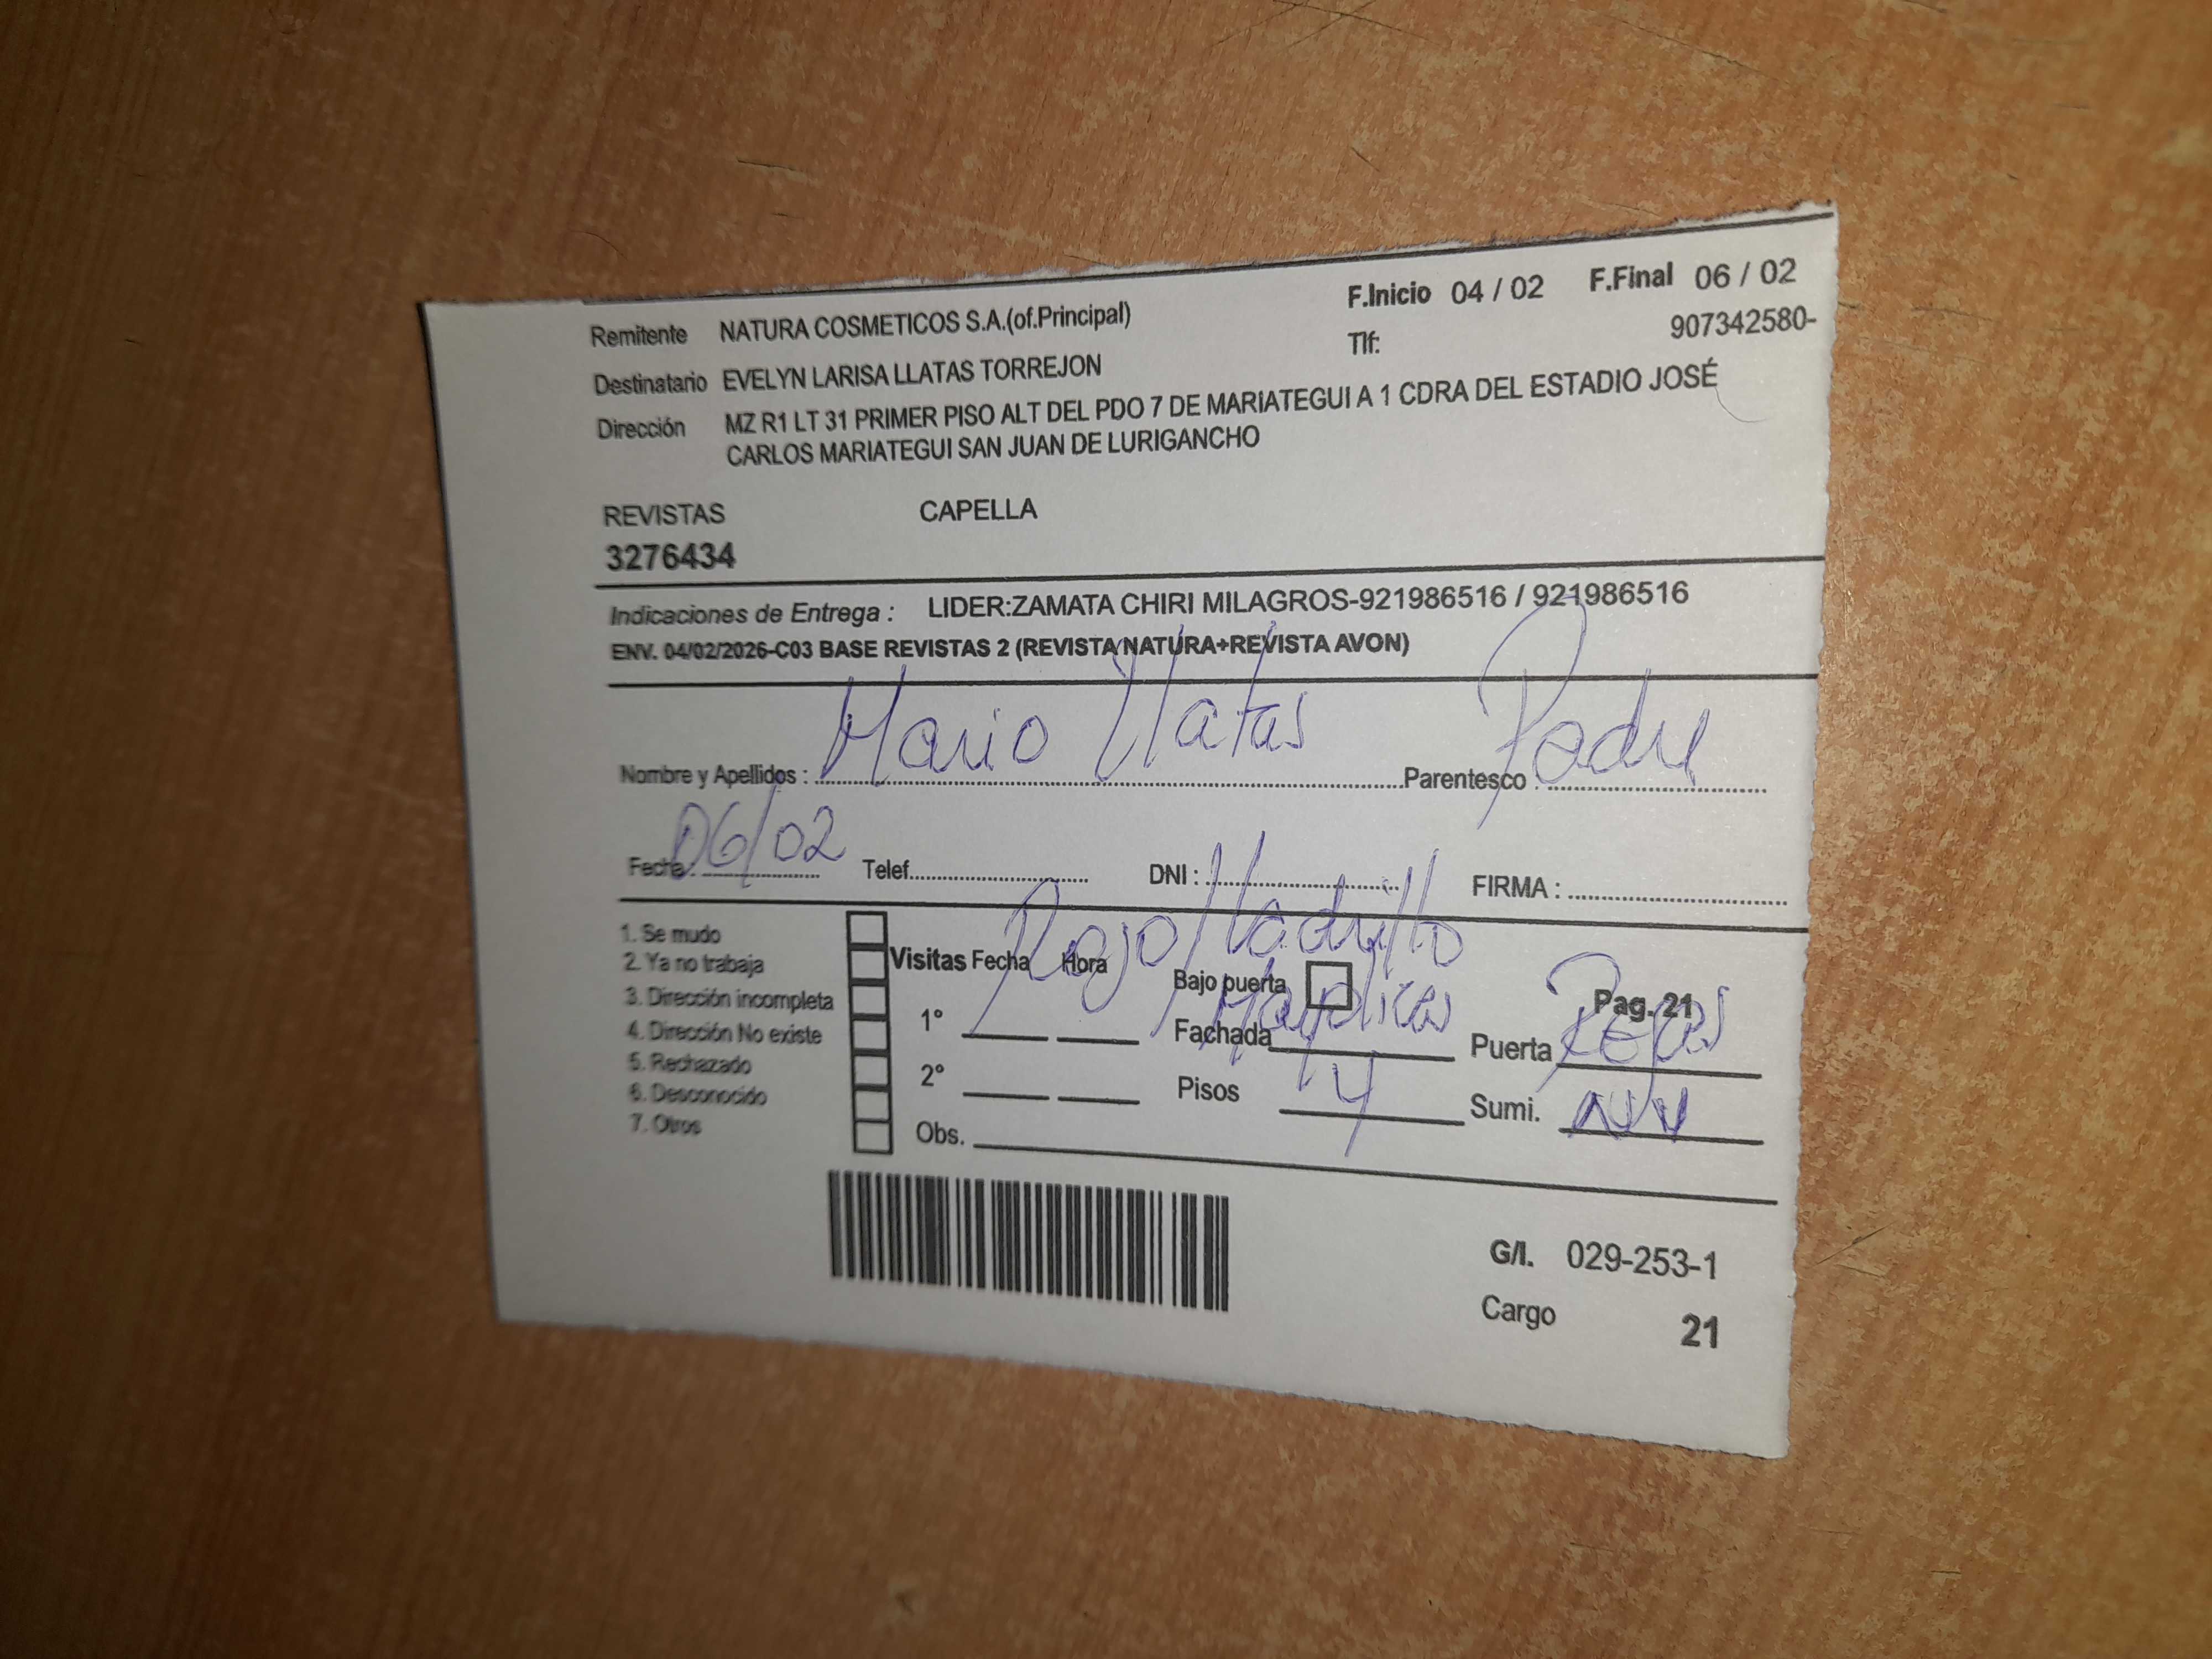 Remitente NATURA COSMETICOS S.A.(of.Principal) F.Inicio 04 / 02 F.Final 06 / 02
Tlf: 907342580-
Destinatario EVELYN LARISA LLATAS TORREJON
Dirección MZ R1 LT 31 PRIMER PISO ALT DEL PDO 7 DE MARIATEGUI A 1 CDRA DEL ESTADIO JOSÉ
CARLOS MARIATEGUI SAN JUAN DE LURIGANCHO
REVISTAS CAPELLA
3276434
Indicaciones de Entrega : LIDER:ZAMATA CHIRI MILAGROS-921986516 / 921986516
ENV. 04/02/2026-C03 BASE REVISTAS 2 (REVISTA NATURA+REVISTA AVON)
Nombre y Apellidos : Mario Llatas Parentesco : Padre
Fecha : 06/02 Telef. DNI : FIRMA :
Rojo/ladrillo
1. Se mudo
2. Ya no trabaja
3. Dirección incompleta
4. Dirección No existe
5. Rechazado
6. Desconocido
7. Otros
Visitas Fecha Hora Bajo puerta Pag. 21
1° Fachada Puerta Rejas
2° Pisos 4 Sumi.
Obs.
G/I. 029-253-1
Cargo 21